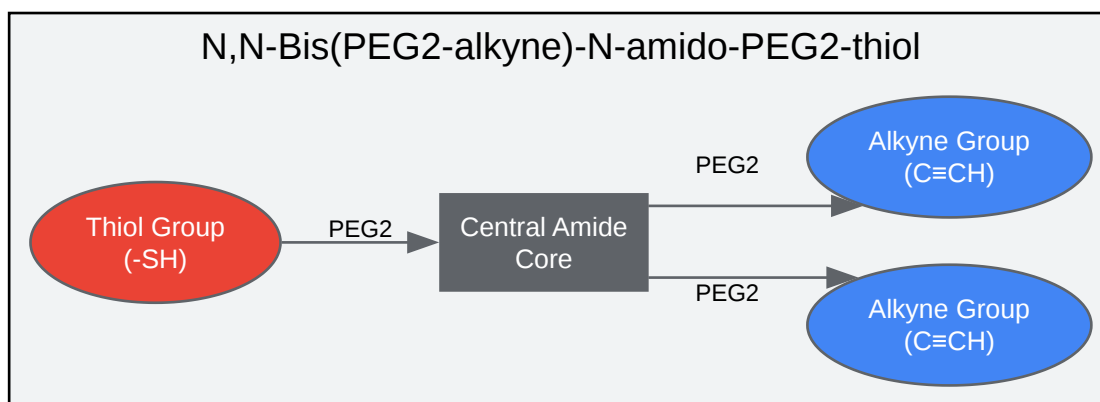 N,N-Bis(PEG2-alkyne)-N-amido-PEG2-thiol
Thiol Group
(-SH)
PEG2
Central Amide
Core
PEG2
Alkyne Group
(C≡CH)
PEG2
Alkyne Group
(C≡CH)